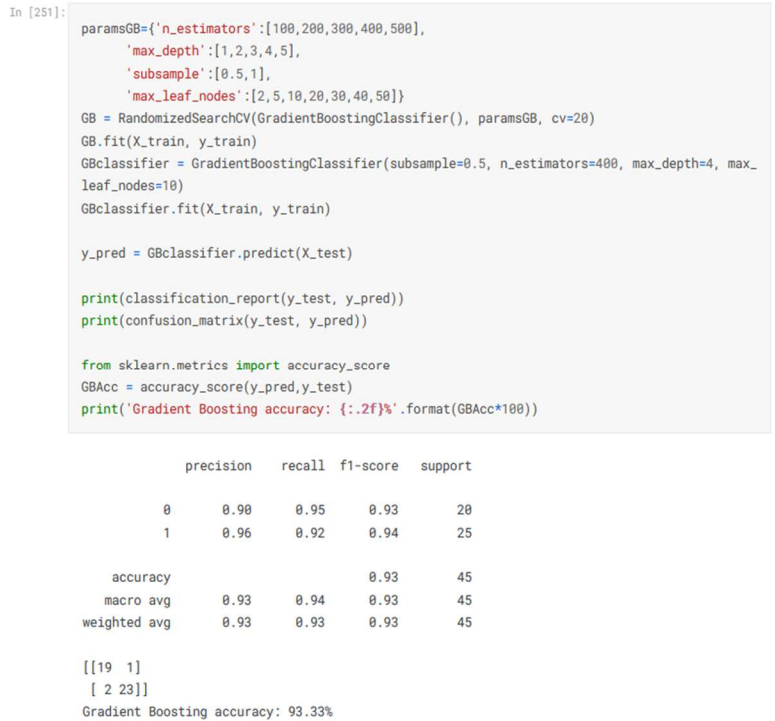 In [251]:
paramsGB={'n_estimators':[100,200,300,400,500],
'max_depth':[1,2,3,4,5],
'subsample':[0.5,1],
'max_leaf_nodes':[2,5,10,20,30,40,50]}
GB = RandomizedSearchCV(GradientBoostingClassifier(), paramsGB, cv=20)
GB.fit(X_train, y_train)
GBclassifier = GradientBoostingClassifier(subsample=0.5, n_estimators=400, max_depth=4, max_
leaf_nodes=10)
GBclassifier.fit(X_train, y_train)
y_pred = GBclassifier.predict(X_test)
print(classification_report(y_test, y_pred))
print(confusion_matrix(y_test, y_pred))
from sklearn.metrics import accuracy_score
GBAcc = accuracy_score(y_pred,y_test)
print('Gradient Boosting accuracy: {:.2f}%'.format(GBAcc*100))
precision recall f1-score support
0 0.90 0.95 0.93 20
1 0.96 0.92 0.94 25
accuracy 0.93 45
macro avg 0.93 0.94 0.93 45
weighted avg 0.93 0.93 0.93 45
[[19 1]
[ 2 23]]
Gradient Boosting accuracy: 93.33%